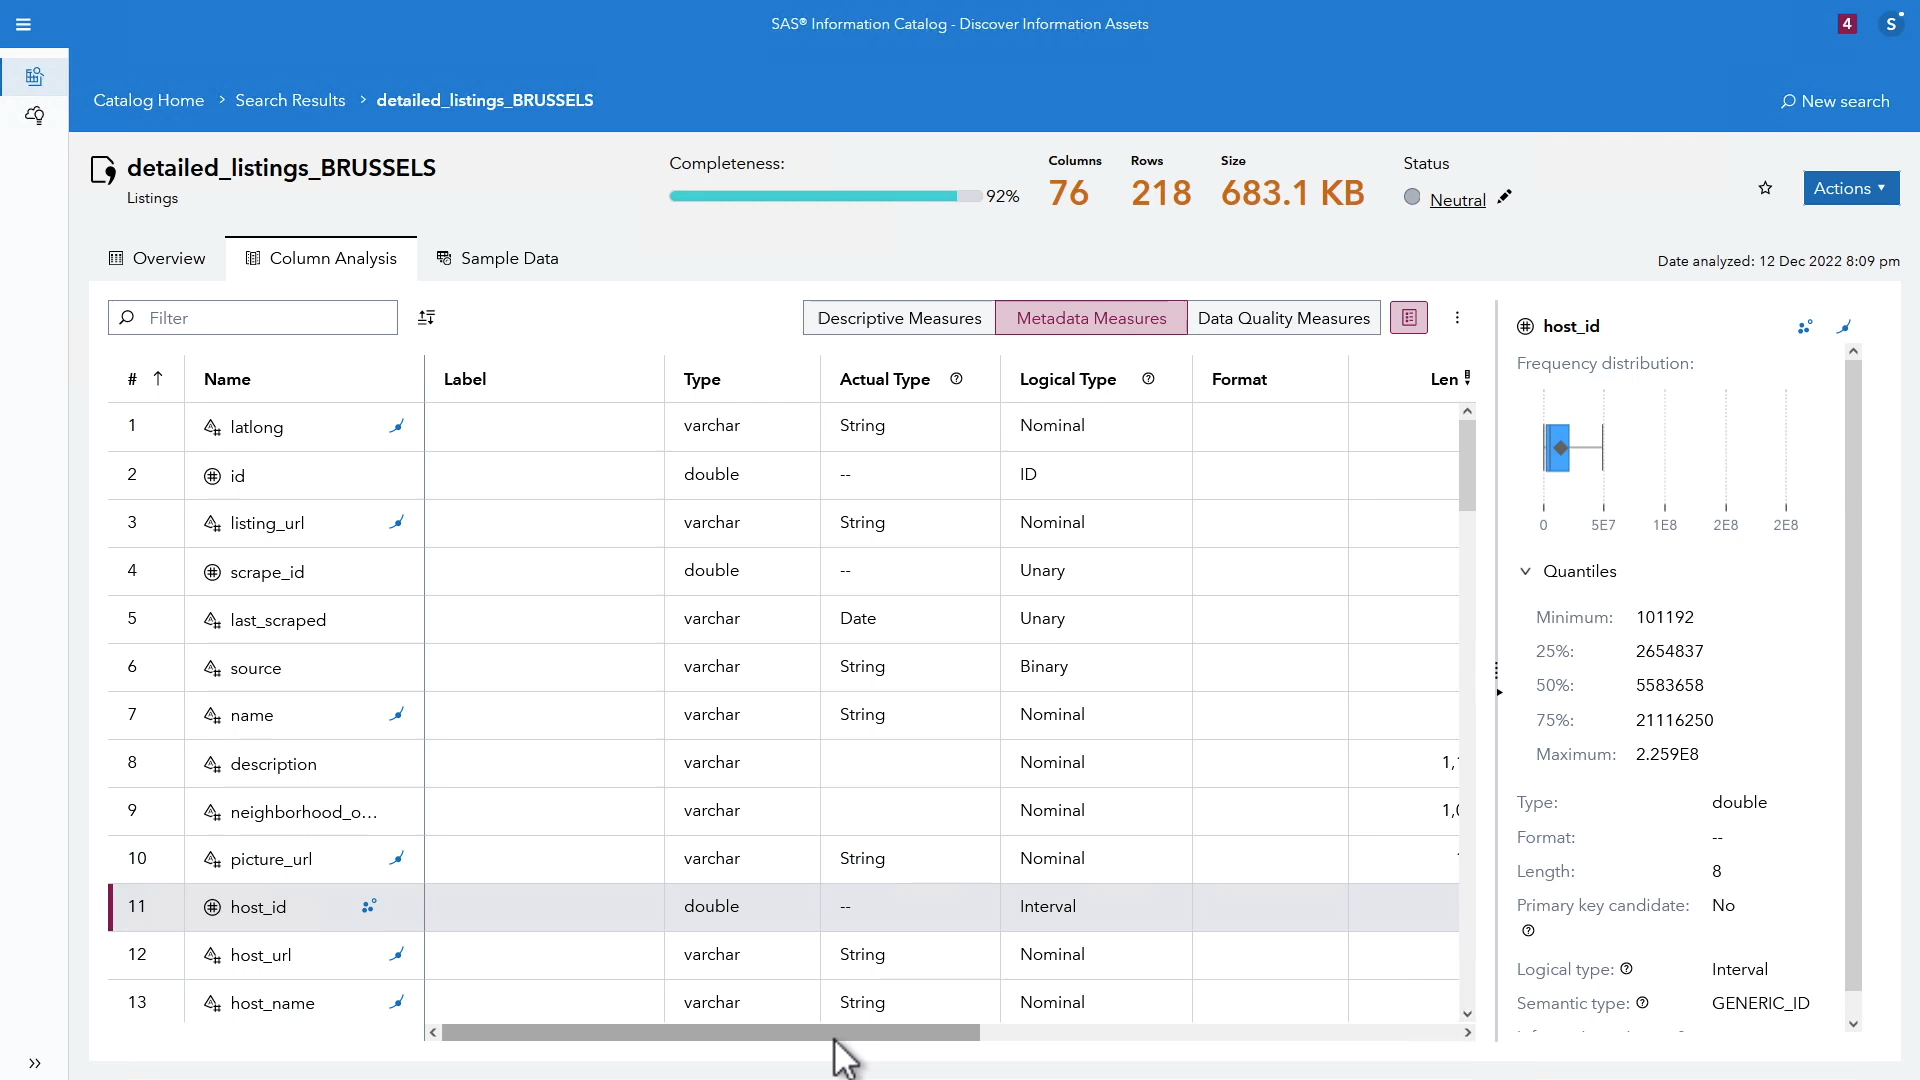 SAS® Information Catalog - Discover Information Assets
4
S
Catalog Home > Search Results > detailed_listings_BRUSSELS
New search
detailed_listings_BRUSSELS
Listings
Completeness:
92%
Columns
76
Rows
218
Size
683.1 KB
Status
Neutral
Actions
Overview
Column Analysis
Sample Data
Date analyzed: 12 Dec 2022 8:09 pm
Filter
Descriptive Measures
Metadata Measures
Data Quality Measures
# Name Label Type Actual Type Logical Type Format Len
1 latlong varchar String Nominal
2 id double -- ID
3 listing_url varchar String Nominal
4 scrape_id double -- Unary
5 last_scraped varchar Date Unary
6 source varchar String Binary
7 name varchar String Nominal
8 description varchar Nominal
9 neighborhood_o... varchar Nominal
10 picture_url varchar String Nominal
11 host_id double -- Interval
12 host_url varchar String Nominal
13 host_name varchar String Nominal
host_id
Frequency distribution:
0 5E7 1E8 2E8 2E8
Quantiles
Minimum: 101192
25%: 2654837
50%: 5583658
75%: 21116250
Maximum: 2.259E8
Type: double
Format: --
Length: 8
Primary key candidate: No
Logical type: Interval
Semantic type: GENERIC_ID